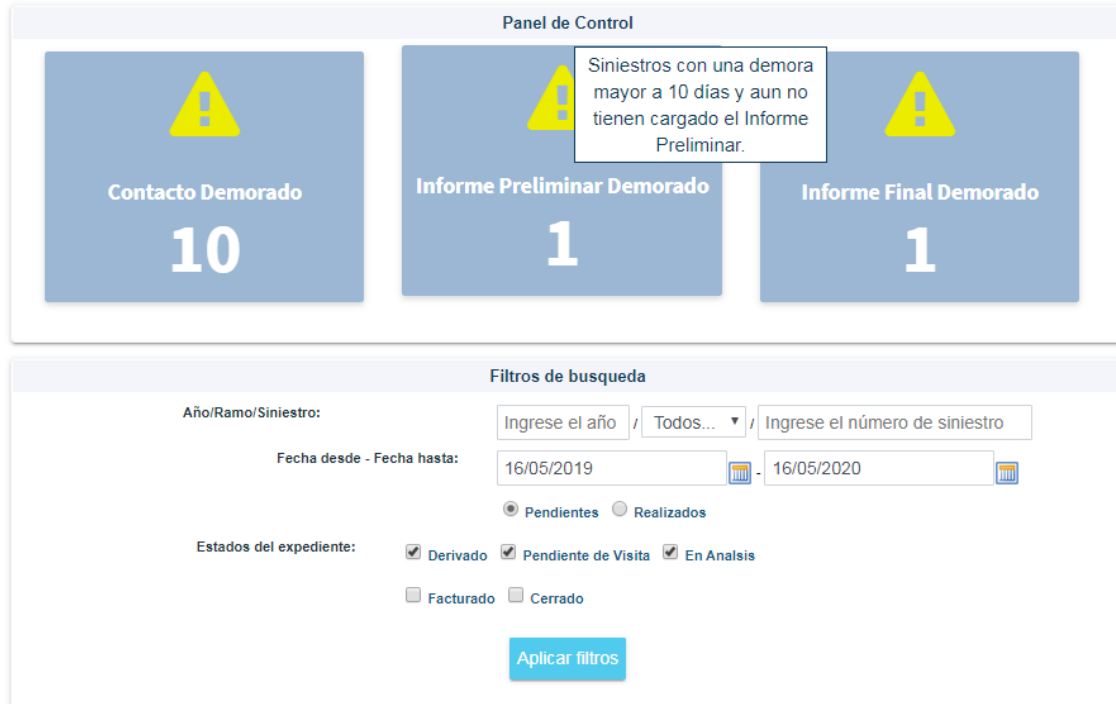 Panel de Control
Siniestros con una demora
mayor a 10 días y aun no
tienen cargado el Informe
Preliminar.
Contacto Demorado
10
Informe Preliminar Demorado
1
Informe Final Demorado
1
Filtros de busqueda
Año/Ramo/Siniestro:
Ingrese el año / Todos... / Ingrese el número de siniestro
Fecha desde - Fecha hasta:
16/05/2019 - 16/05/2020
Pendientes Realizados
Estados del expediente:
Derivado Pendiente de Visita En Analsis
Facturado Cerrado
Aplicar filtros